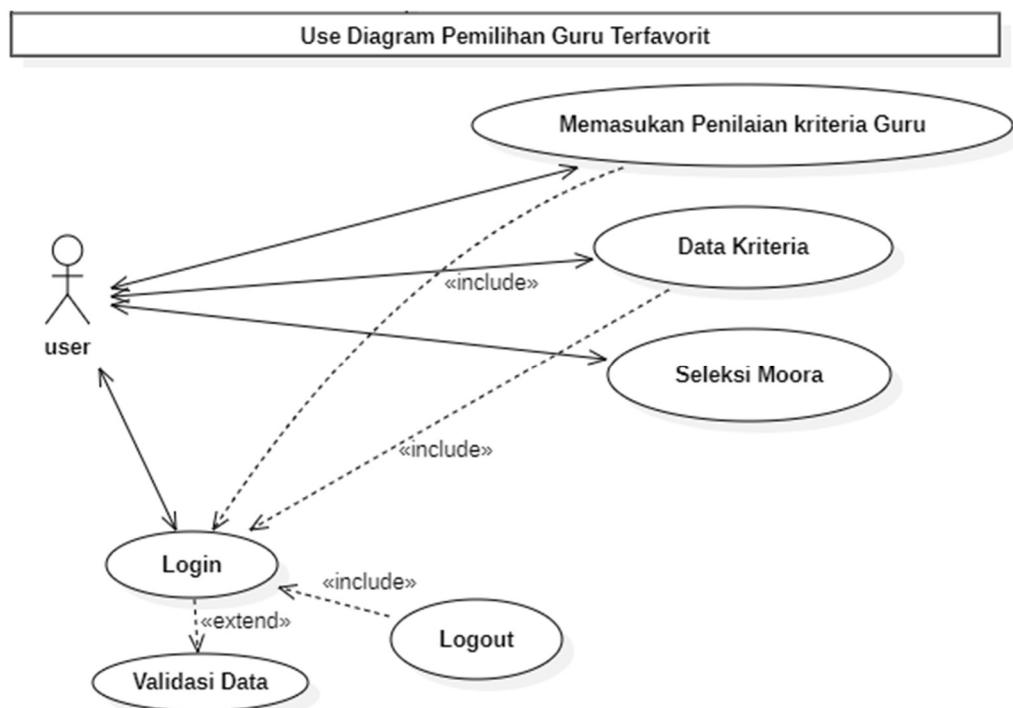 Use Diagram Pemilihan Guru Terfavorit
Memasukan Penilaian kriteria Guru
Data Kriteria
«include»
user
Seleksi Moora
«include»
Login
«include»
«extend»
Logout
Validasi Data